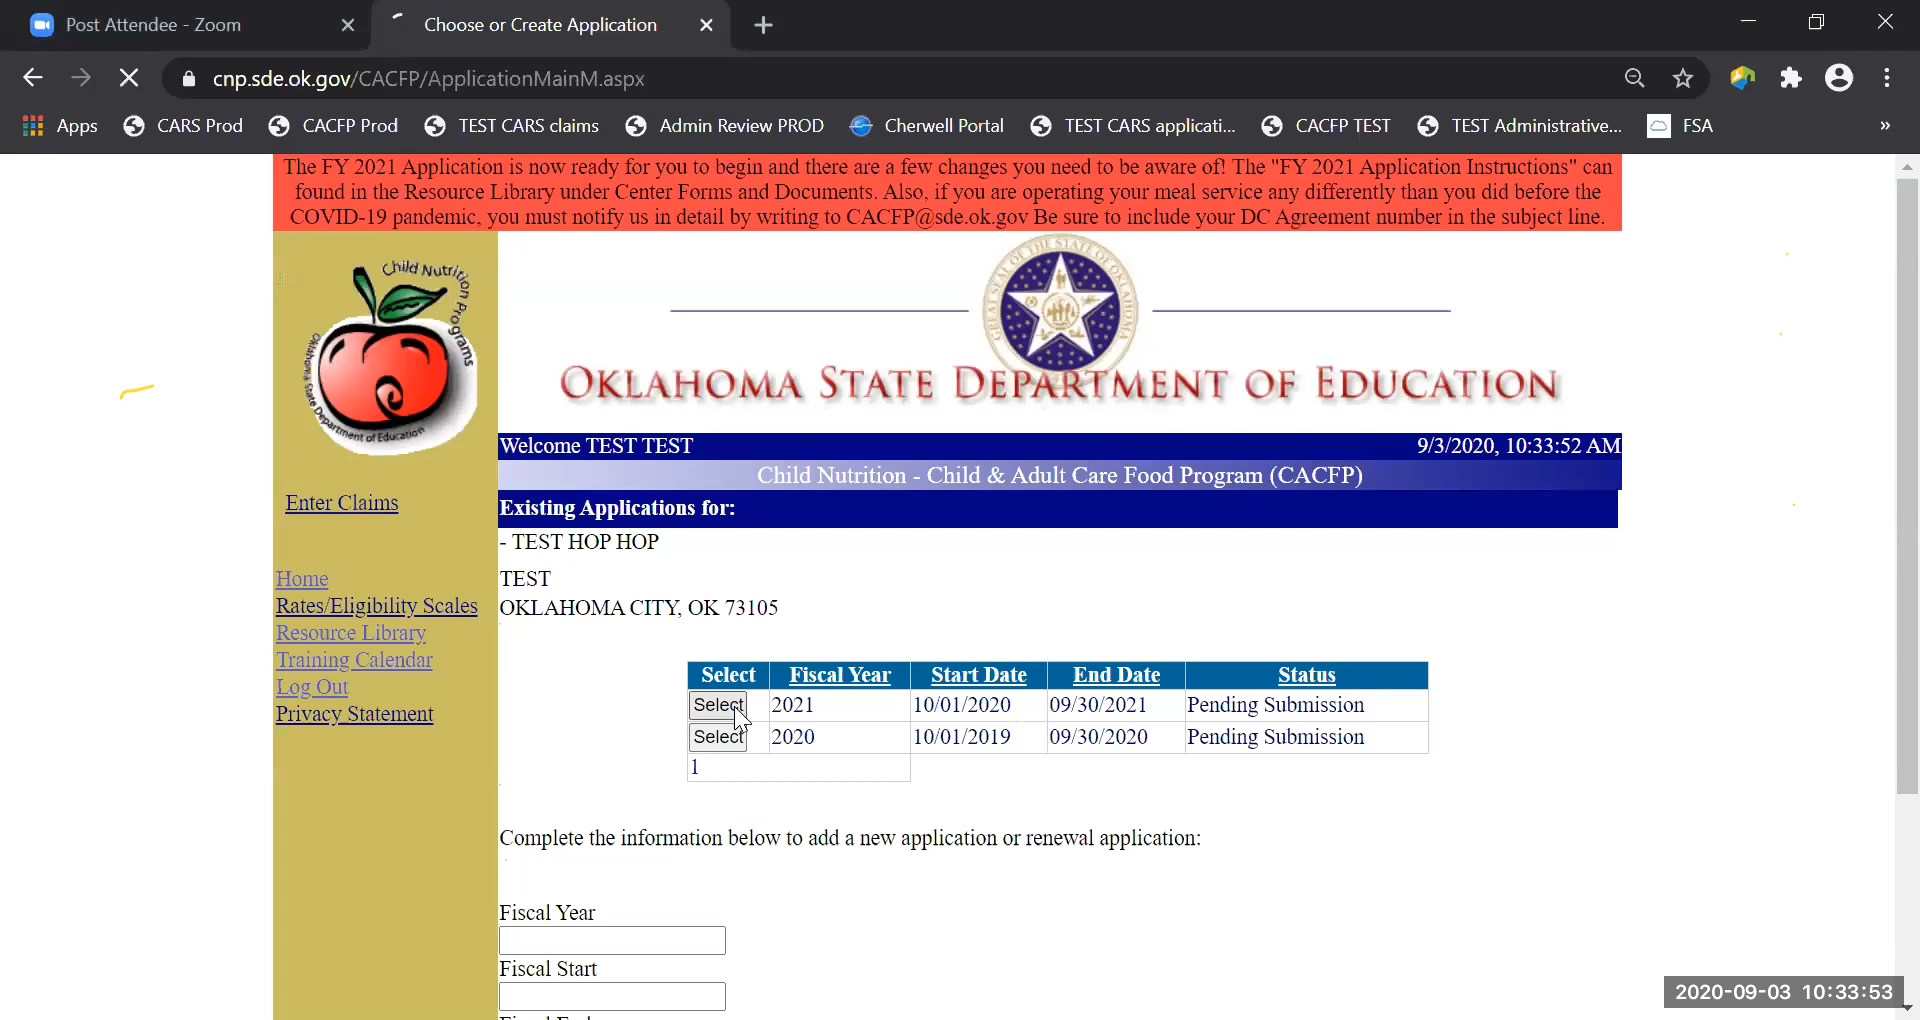 Post Attendee - Zoom
Choose or Create Application
cnp.sde.ok.gov/CACFP/ApplicationMainM.aspx
Apps
CARS Prod
CACFP Prod
TEST CARS claims
Admin Review PROD
Cherwell Portal
TEST CARS applicati...
CACFP TEST
TEST Administrative...
FSA
»
The FY 2021 Application is now ready for you to begin and there are a few changes you need to be aware of! The "FY 2021 Application Instructions" can
found in the Resource Library under Center Forms and Documents. Also, if you are operating your meal service any differently than you did before the
COVID-19 pandemic, you must notify us in detail by writing to CACFP@sde.ok.gov Be sure to include your DC Agreement number in the subject line.
Child Nutrition Programs
Oklahoma State Department of Education
GREAT SEAL OF THE STATE OF OKLAHOMA
OKLAHOMA STATE DEPARTMENT OF EDUCATION
Welcome TEST TEST
9/3/2020, 10:33:52 AM
Child Nutrition - Child & Adult Care Food Program (CACFP)
Enter Claims
Home
Rates/Eligibility Scales
Resource Library
Training Calendar
Log Out
Privacy Statement
Existing Applications for:
- TEST HOP HOP
TEST
OKLAHOMA CITY, OK 73105
Select Fiscal Year Start Date End Date Status
Select 2021 10/01/2020 09/30/2021 Pending Submission
Select 2020 10/01/2019 09/30/2020 Pending Submission
1
Complete the information below to add a new application or renewal application:
Fiscal Year
Fiscal Start
2020-09-03 10:33:53